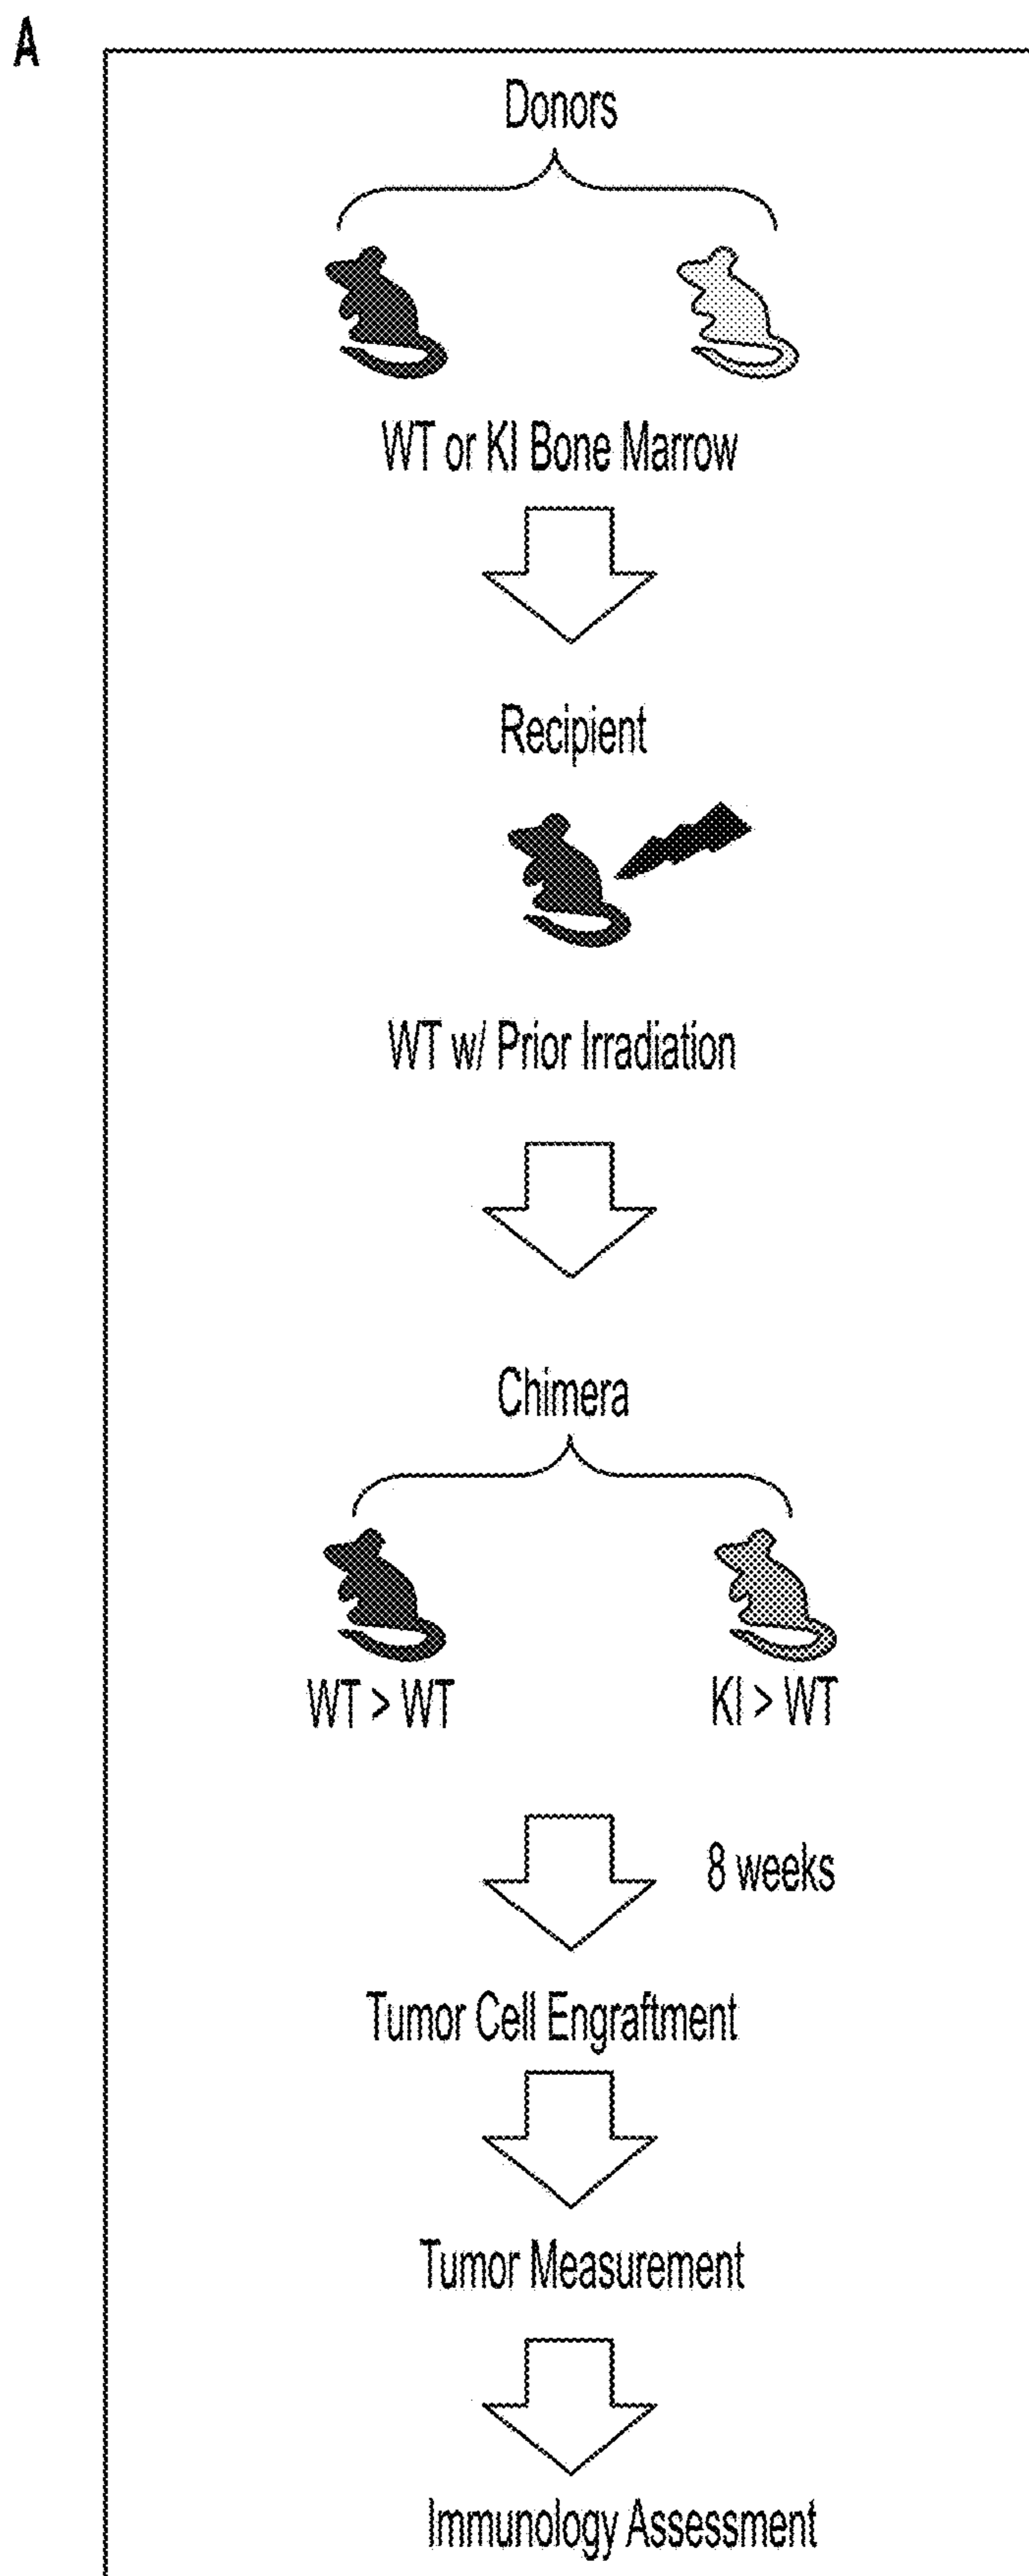 A
Donors
WT or KI Bone Marrow
Recipient
WT w/ Prior Irradiation
Chimera
WT > WT
KI > WT
8 weeks
Tumor Cell Engraftment
Tumor Measurement
Immunology Assessment